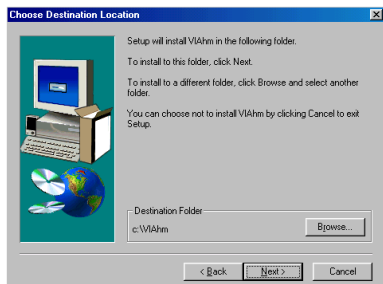 Choose Destination Location
Setup will install VIAhm in the following folder.
To install to this folder, click Next.
To install to a different folder, click Browse and select another
folder.
You can choose not to install VIAhm by clicking Cancel to exit
Setup.
Destination Folder
c:\VIAhm
Browse...
< Back
Next >
Cancel